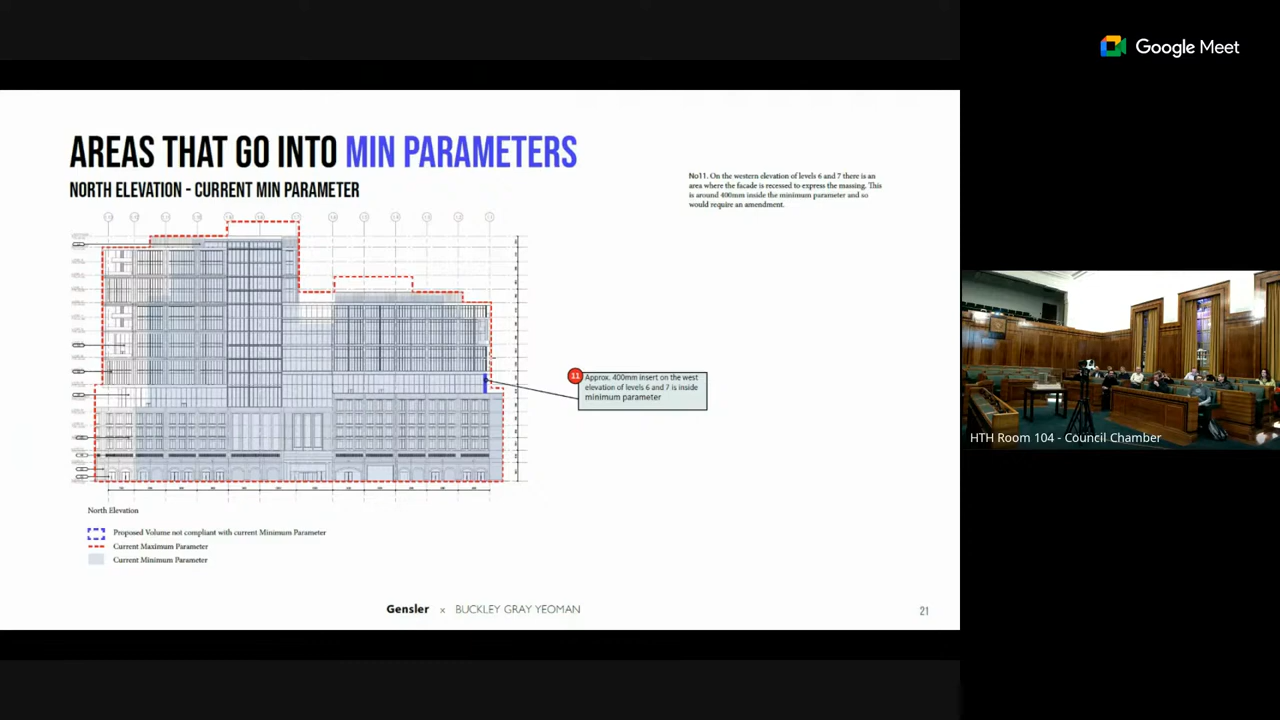 Google Meet
AREAS THAT GO INTO MIN PARAMETERS
NORTH ELEVATION - CURRENT MIN PARAMETER
No11. On the western elevation of levels 6 and 7 there is an
area where the facade is recessed to express the massing. This
is around 400mm inside the minimum parameter and so
would require an amendment.
11
Approx. 400mm insert on the west
elevation of levels 6 and 7 is inside
minimum parameter
HTH Room 104 - Council Chamber
North Elevation
Proposed Volume not compliant with current Minimum Parameter
Current Maximum Parameter
Current Minimum Parameter
Gensler x BUCKLEY GRAY YEOMAN
21